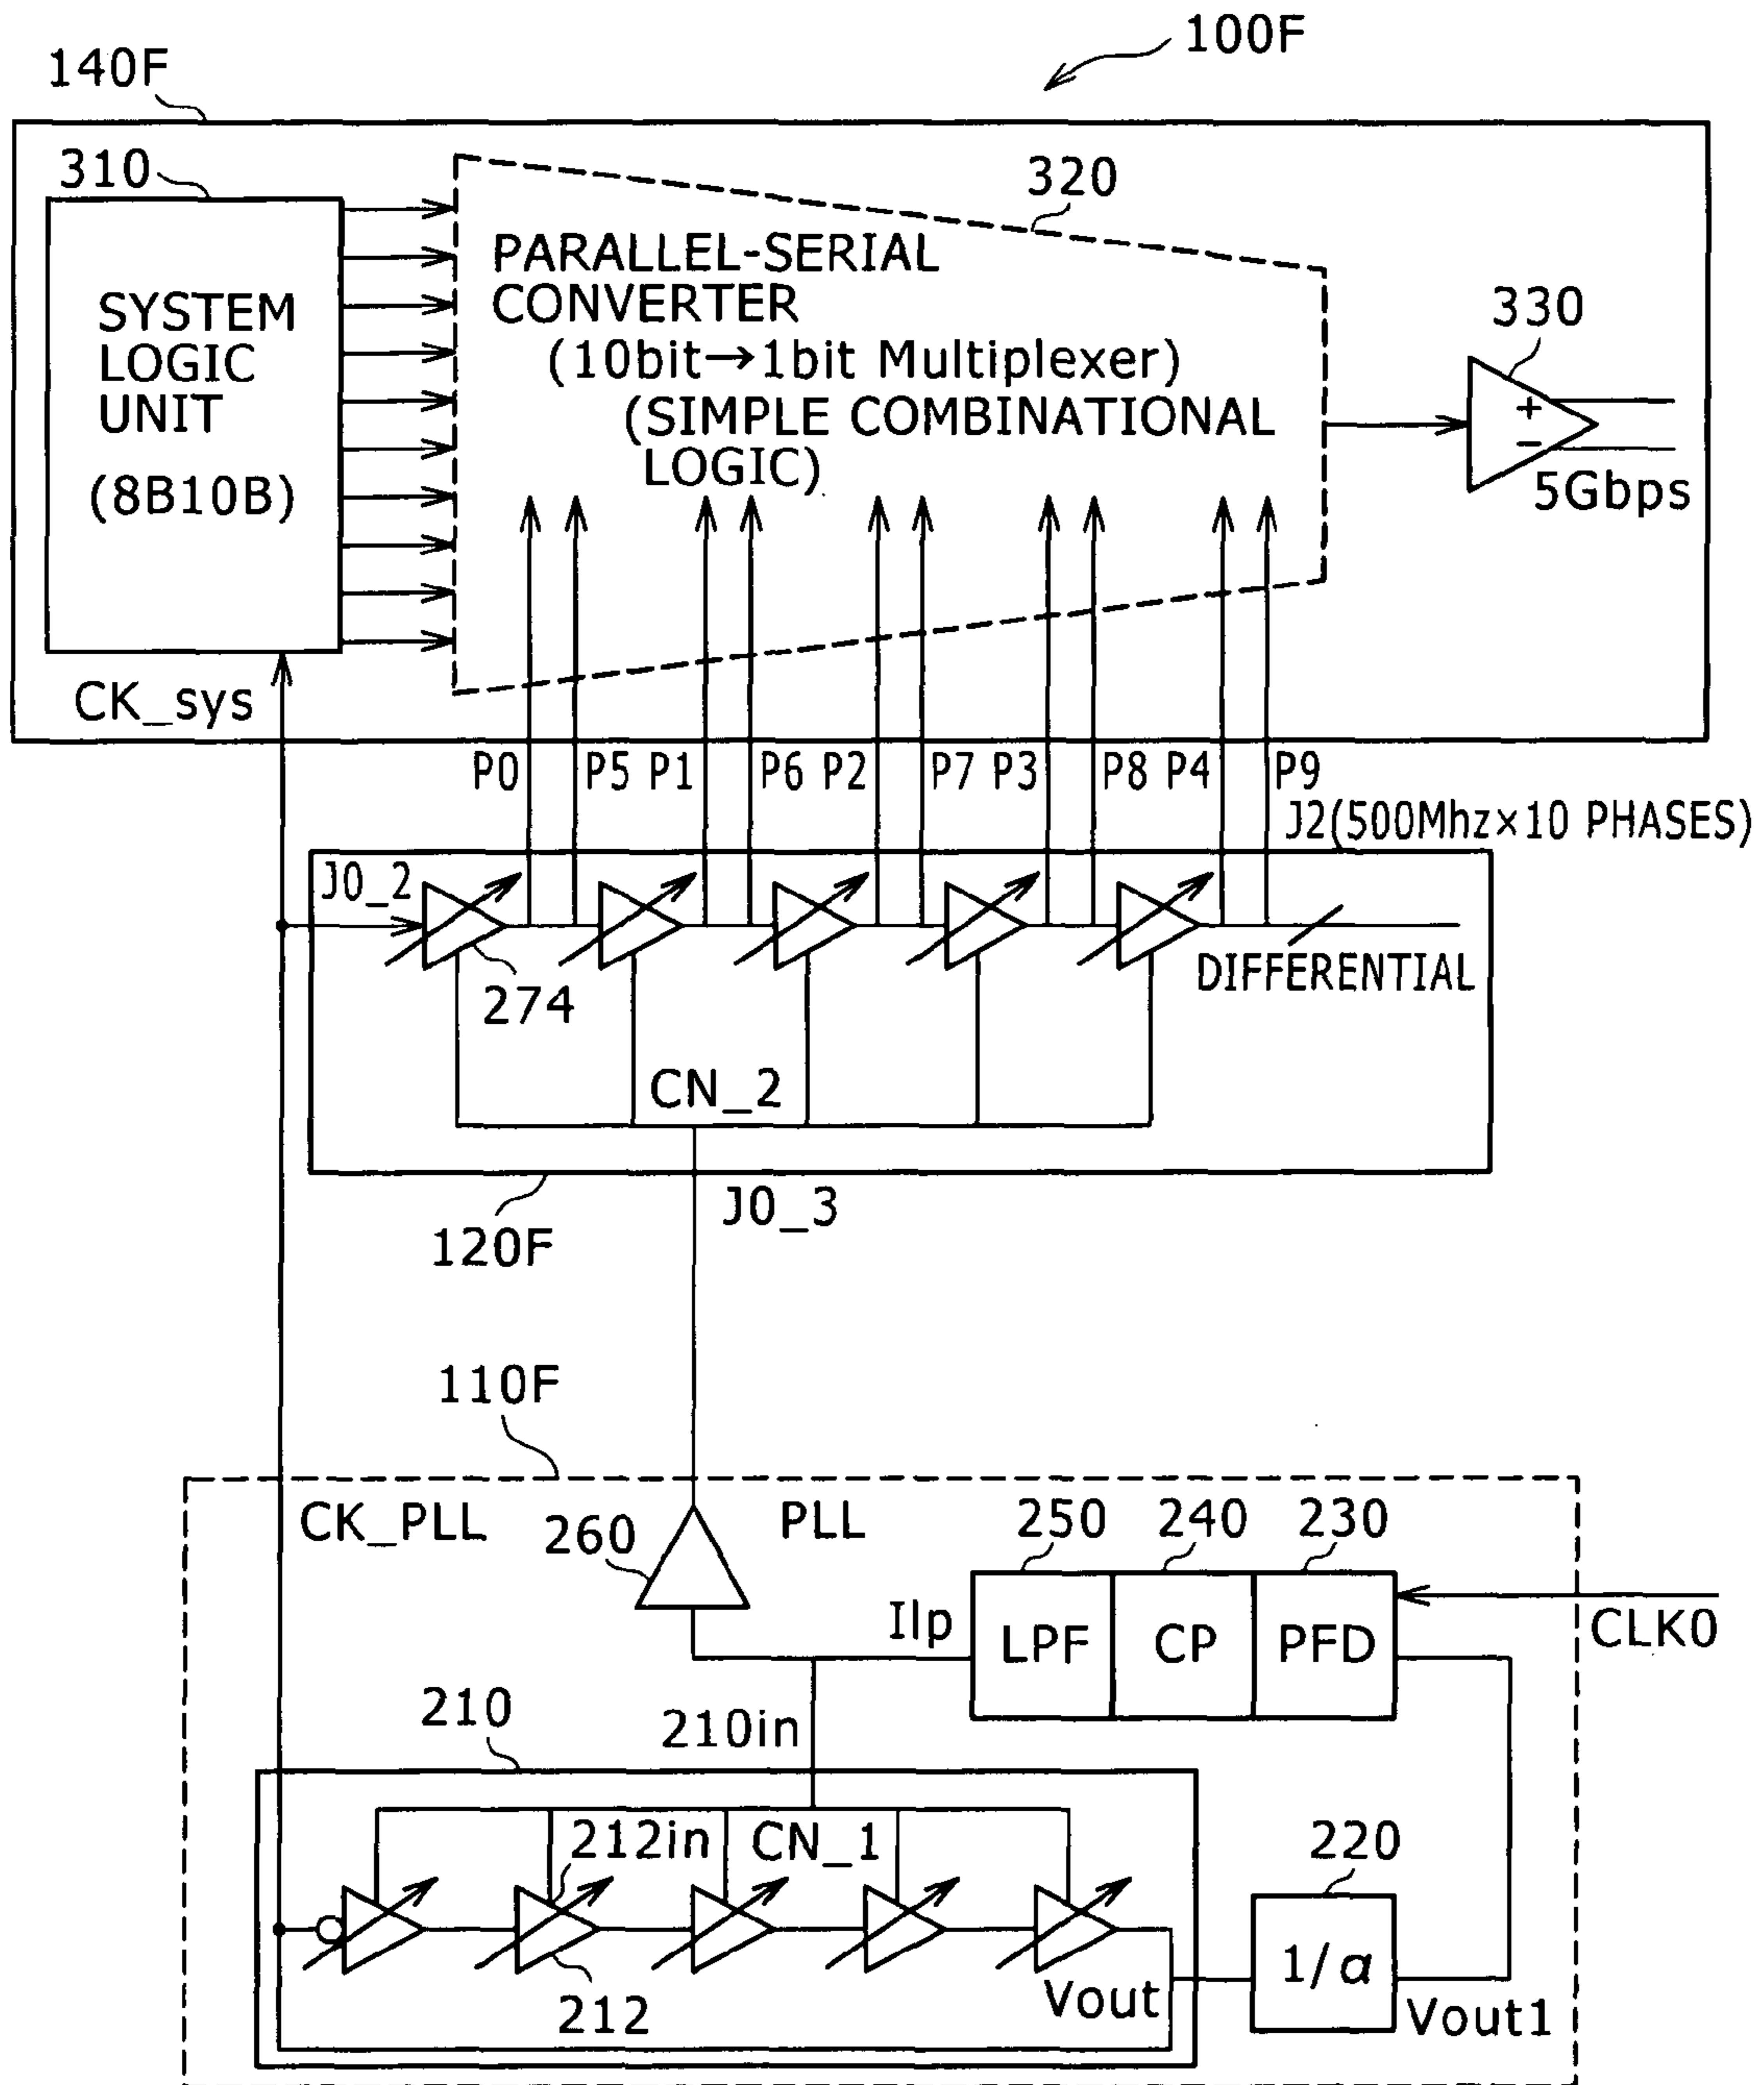 100F
140F
310
320
PARALLEL-SERIAL
CONVERTER
(10bit→1bit Multiplexer)
(SIMPLE COMBINATIONAL
LOGIC)
SYSTEM
LOGIC
UNIT
(8B10B)
330
+
−
5Gbps
CK_sys
P0 P5 P1 P6 P2 P7 P3 P8 P4 P9
J2(500Mhz×10 PHASES)
J0_2
274
DIFFERENTIAL
CN_2
J0_3
120F
110F
CK_PLL
260
PLL
250 240 230
Ilp
LPF CP PFD
CLK0
210
210in
212in
CN_1
220
1/α
212
Vout
Vout1